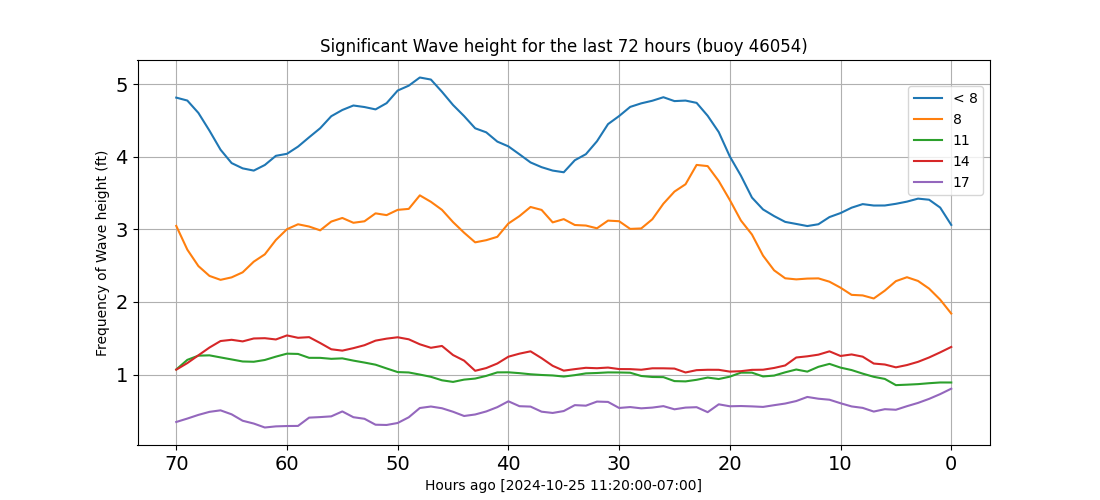 Significant Wave height for the last 72 hours (buoy 46054)
Frequency of Wave height (ft)
5
4
3
2
1
< 8
8
11
14
17
70 60 50 40 30 20 10 0
Hours ago [2024-10-25 11:20:00-07:00]